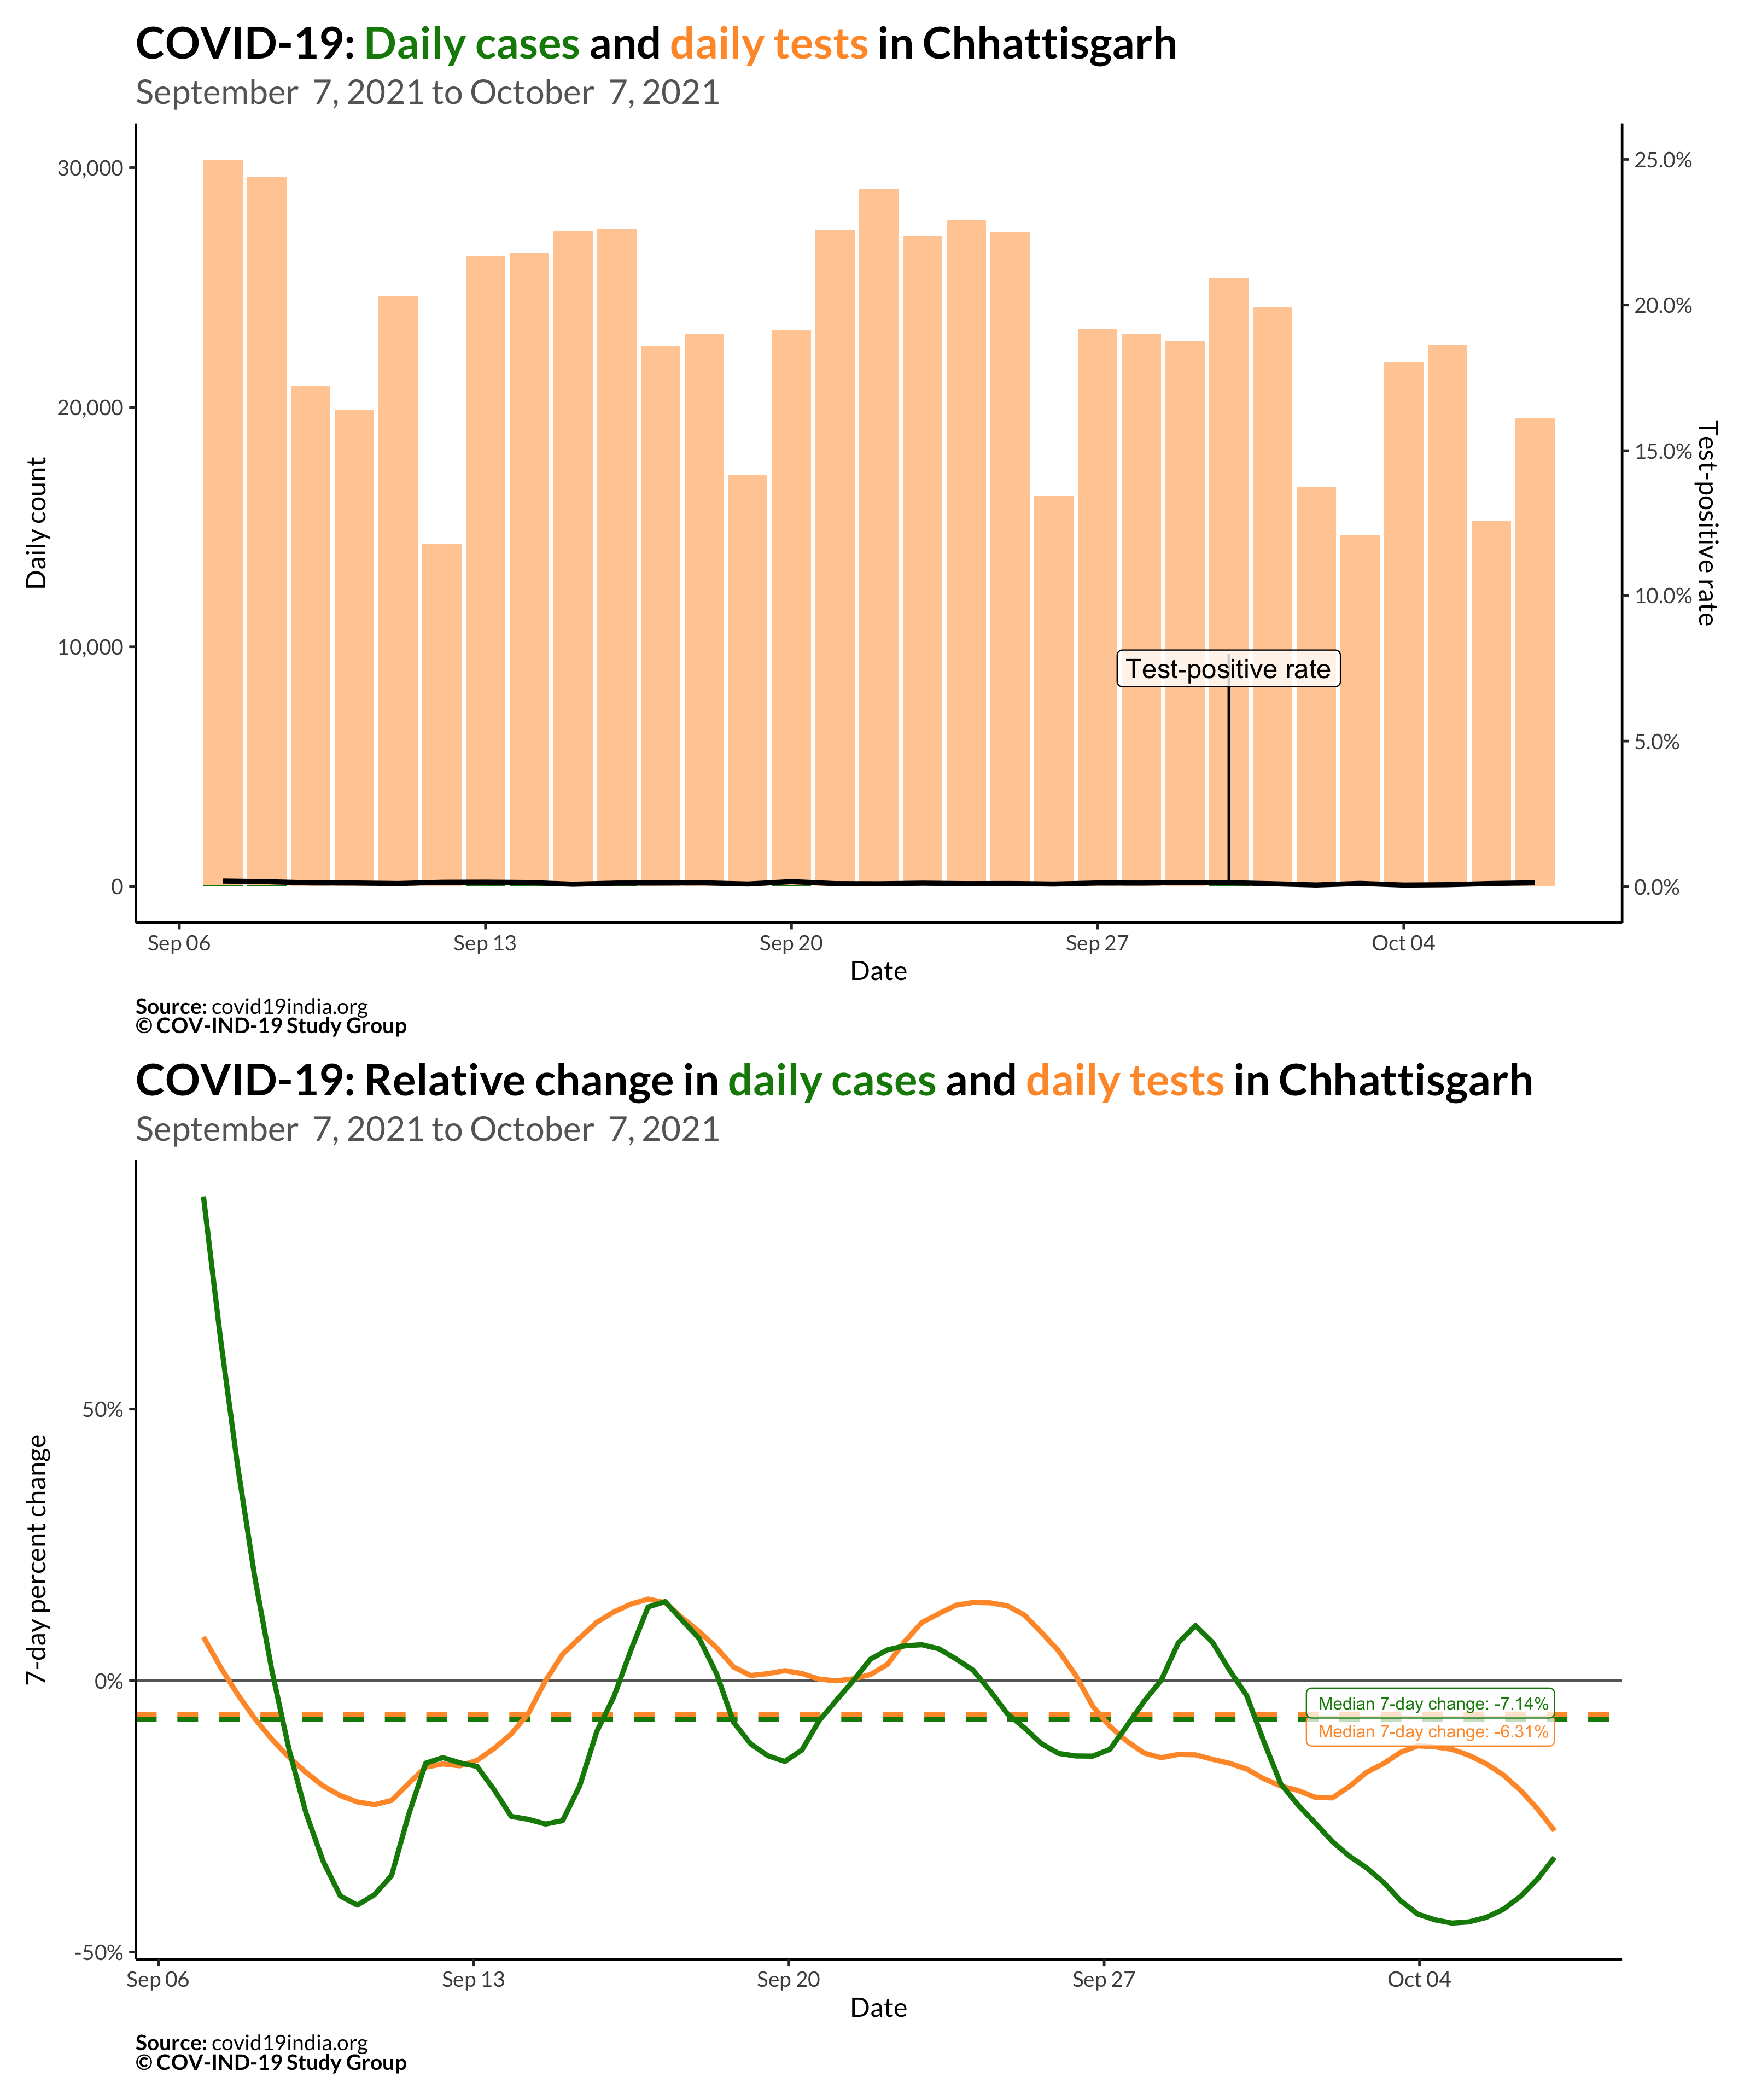 COVID-19: Daily cases and daily tests in Chhattisgarh
September 7, 2021 to October 7, 2021
30,000
20,000
10,000
0
Daily count
25.0%
20.0%
15.0%
10.0%
5.0%
0.0%
Test-positive rate
Test-positive rate
Sep 06
Sep 13
Sep 20
Sep 27
Oct 04
Date
Source: covid19india.org
© COV-IND-19 Study Group
COVID-19: Relative change in daily cases and daily tests in Chhattisgarh
September 7, 2021 to October 7, 2021
50%
0%
-50%
7-day percent change
Median 7-day change: -7.14%
Median 7-day change: -6.31%
Sep 06
Sep 13
Sep 20
Sep 27
Oct 04
Date
Source: covid19india.org
© COV-IND-19 Study Group